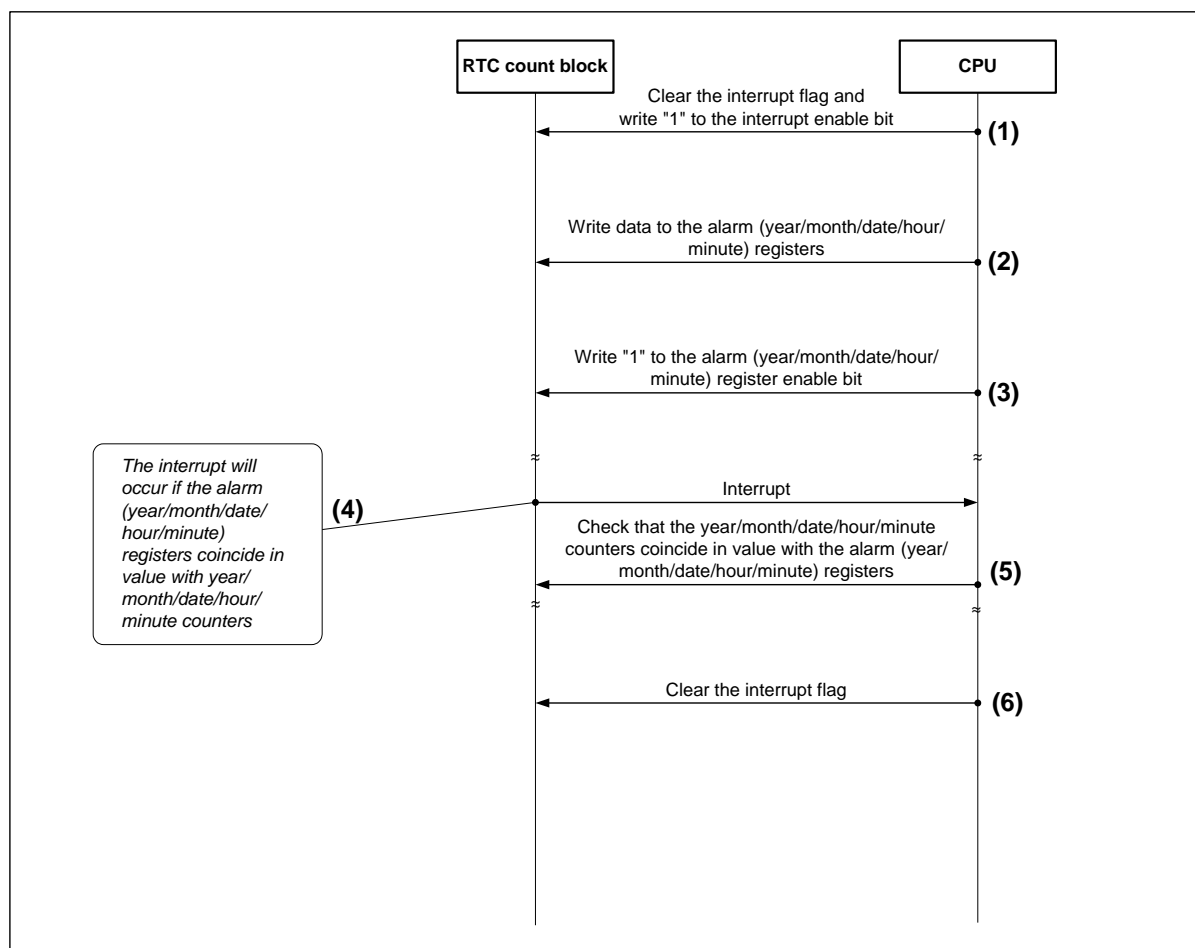 RTC count block
CPU
Clear the interrupt flag and
write "1" to the interrupt enable bit
(1)
Write data to the alarm (year/month/date/hour/
minute) registers
(2)
Write "1" to the alarm (year/month/date/hour/
minute) register enable bit
(3)
The interrupt will
occur if the alarm
(year/month/date/
hour/minute)
registers coincide in
value with year/
month/date/hour/
minute counters
(4)
Interrupt
Check that the year/month/date/hour/minute
counters coincide in value with the alarm (year/
month/date/hour/minute) registers
(5)
Clear the interrupt flag
(6)